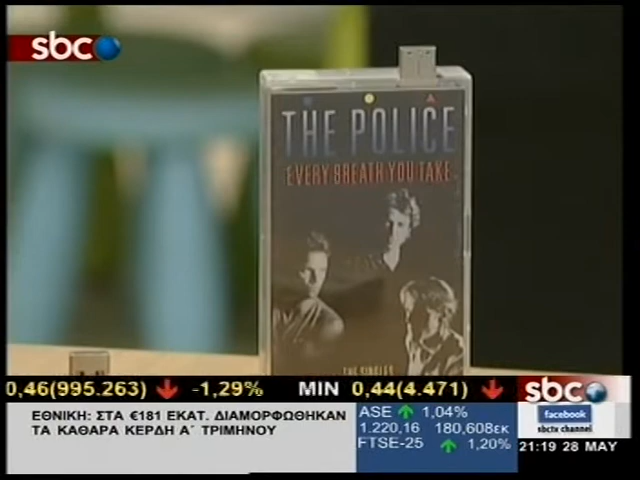 sbc
THE POLICE
EVERY BREATH YOU TAKE
THE SINGLES
0,46(995.263) -1,29% MIN 0,44(4.471)
sbc
ΕΘΝΙΚΗ: ΣΤΑ €181 ΕΚΑΤ. ΔΙΑΜΟΡΦΩΘΗΚΑΝ
ΤΑ ΚΑΘΑΡΑ ΚΕΡΔΗ Α΄ ΤΡΙΜΗΝΟΥ
ASE 1,04%
1.220,16 180,608εκ
FTSE-25 1,20%
facebook
sbctv channel
21:19 28 MAY